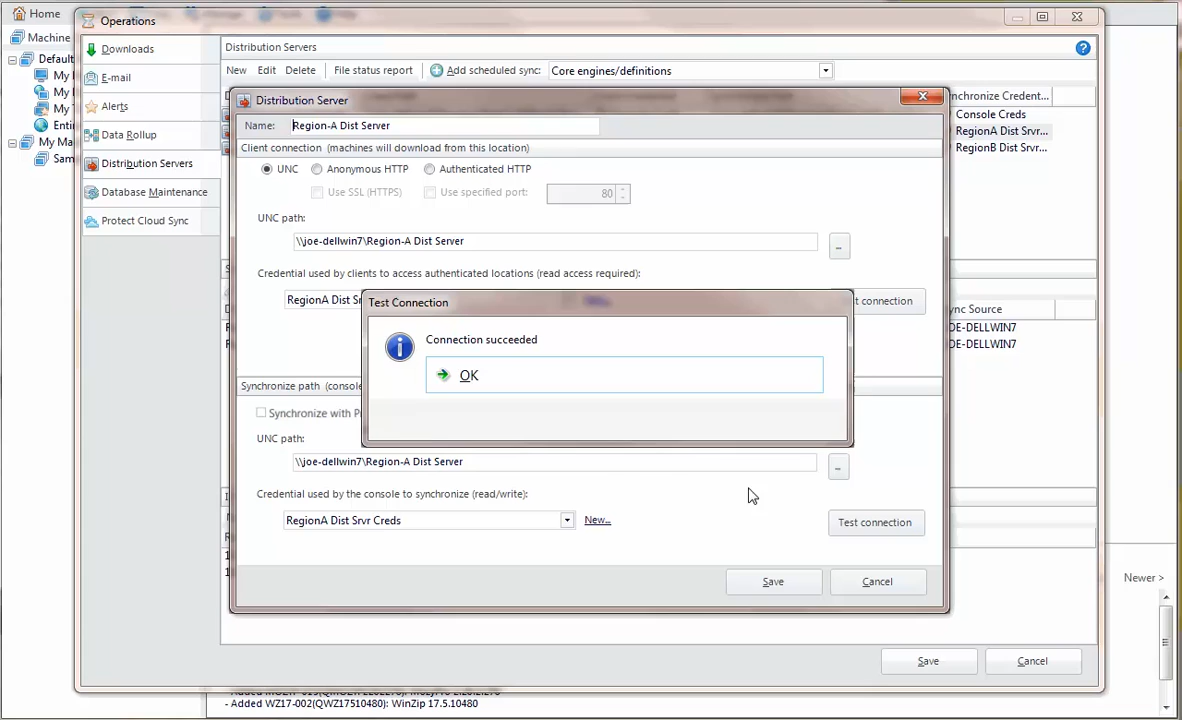 Home
Operations
Machine
Defaul
My I
My I
My T
Entir
My Ma
Sam
Downloads
E-mail
Alerts
Data Rollup
Distribution Servers
Database Maintenance
Protect Cloud Sync
Distribution Servers
New Edit Delete File status report Add scheduled sync: Core engines/definitions
nchronize Credent...
Console Creds
RegionA Dist Srvr...
RegionB Dist Srvr...
Distribution Server
Name: Region-A Dist Server
Client connection (machines will download from this location)
UNC Anonymous HTTP Authenticated HTTP
Use SSL (HTTPS) Use specified port: 80
UNC path:
\\joe-dellwin7\Region-A Dist Server
...
Credential used by clients to access authenticated locations (read access required):
RegionA Dist Sr
t connection
ync Source
OE-DELLWIN7
OE-DELLWIN7
Test Connection
Connection succeeded
OK
Synchronize path (console
Synchronize with P
UNC path:
\\joe-dellwin7\Region-A Dist Server
...
Credential used by the console to synchronize (read/write):
RegionA Dist Srvr Creds New... Test connection
Save Cancel
Newer >
Save Cancel
- Added WZ17-002(QWZ17510480): WinZip 17.5.10480